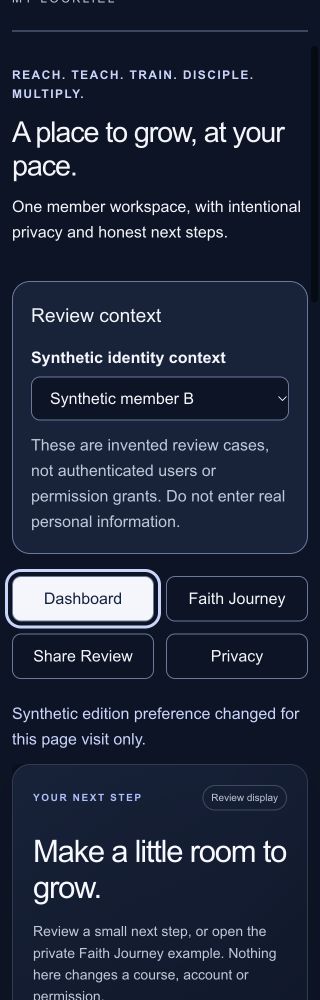 REACH. TEACH. TRAIN. DISCIPLE.
MULTIPLY.
A place to grow, at your
pace.
One member workspace, with intentional
privacy and honest next steps.
Review context
Synthetic identity context
Synthetic member B
These are invented review cases,
not authenticated users or
permission grants. Do not enter real
personal information.
Dashboard
Faith Journey
Share Review
Privacy
Synthetic edition preference changed for
this page visit only.
YOUR NEXT STEP
Review display
Make a little room to
grow.
Review a small next step, or open the
private Faith Journey example. Nothing
here changes a course, account or
permission.